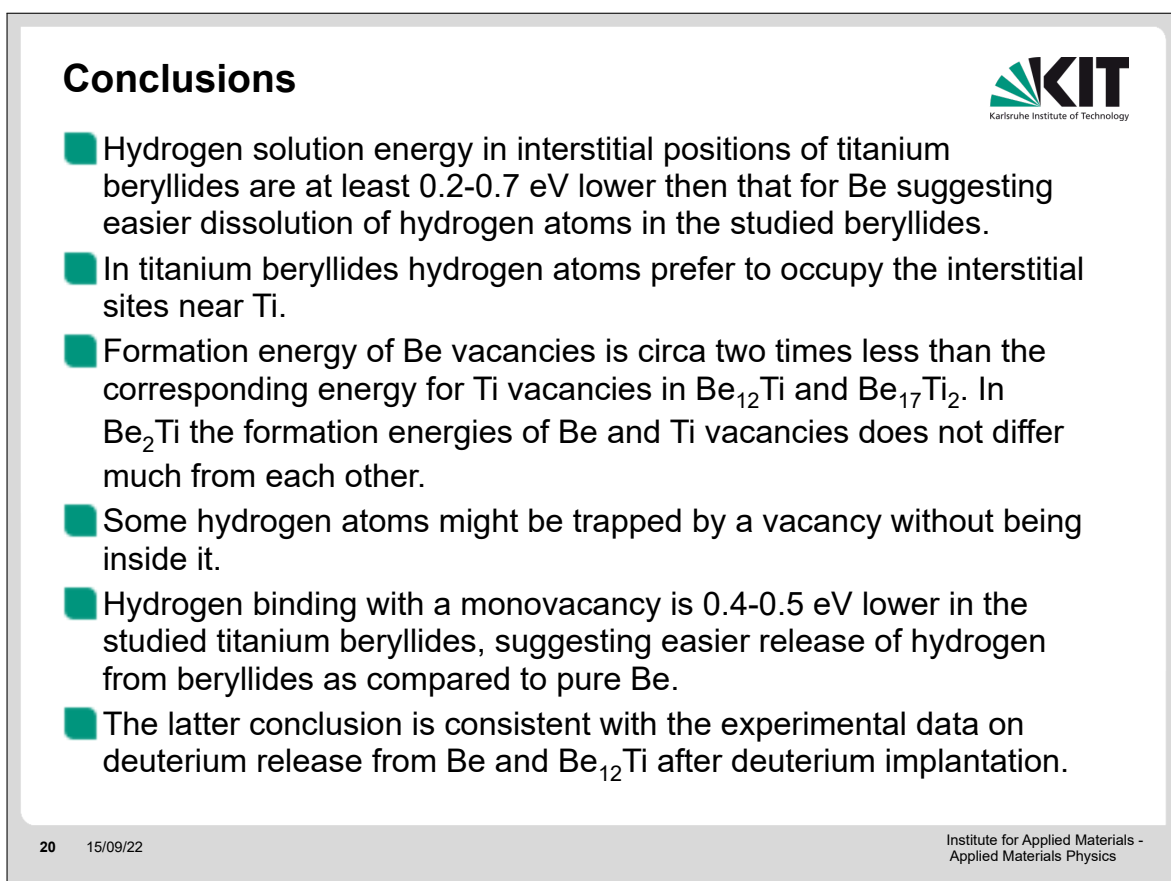 Conclusions
KIT
Karlsruhe Institute of Technology
Hydrogen solution energy in interstitial positions of titanium
beryllides are at least 0.2-0.7 eV lower then that for Be suggesting
easier dissolution of hydrogen atoms in the studied beryllides.
In titanium beryllides hydrogen atoms prefer to occupy the interstitial
sites near Ti.
Formation energy of Be vacancies is circa two times less than the
corresponding energy for Ti vacancies in Be₁₂Ti and Be₁₇Ti₂. In
Be₂Ti the formation energies of Be and Ti vacancies does not differ
much from each other.
Some hydrogen atoms might be trapped by a vacancy without being
inside it.
Hydrogen binding with a monovacancy is 0.4-0.5 eV lower in the
studied titanium beryllides, suggesting easier release of hydrogen
from beryllides as compared to pure Be.
The latter conclusion is consistent with the experimental data on
deuterium release from Be and Be₁₂Ti after deuterium implantation.
20 15/09/22
Institute for Applied Materials -
Applied Materials Physics